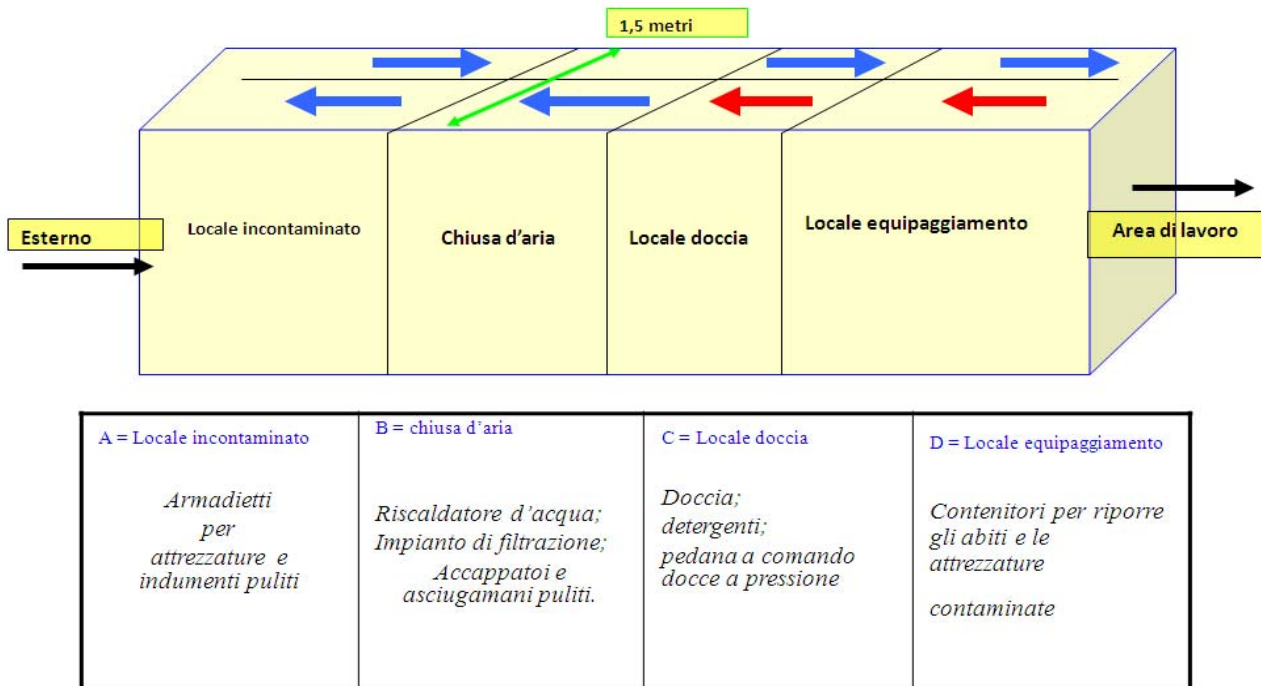 1,5 metri
Esterno
Locale incontaminato
Chiusa d’aria
Locale doccia
Locale equipaggiamento
Area di lavoro
A = Locale incontaminato
Armadietti
per
attrezzature e
indumenti puliti
B = chiusa d’aria
Riscaldatore d’acqua;
Impianto di filtrazione;
Accappatoi e
asciugamani puliti.
C = Locale doccia
Doccia;
detergenti;
pedana a comando
docce a pressione
D = Locale equipaggiamento
Contenitori per riporre
gli abiti e le
attrezzature
contaminate